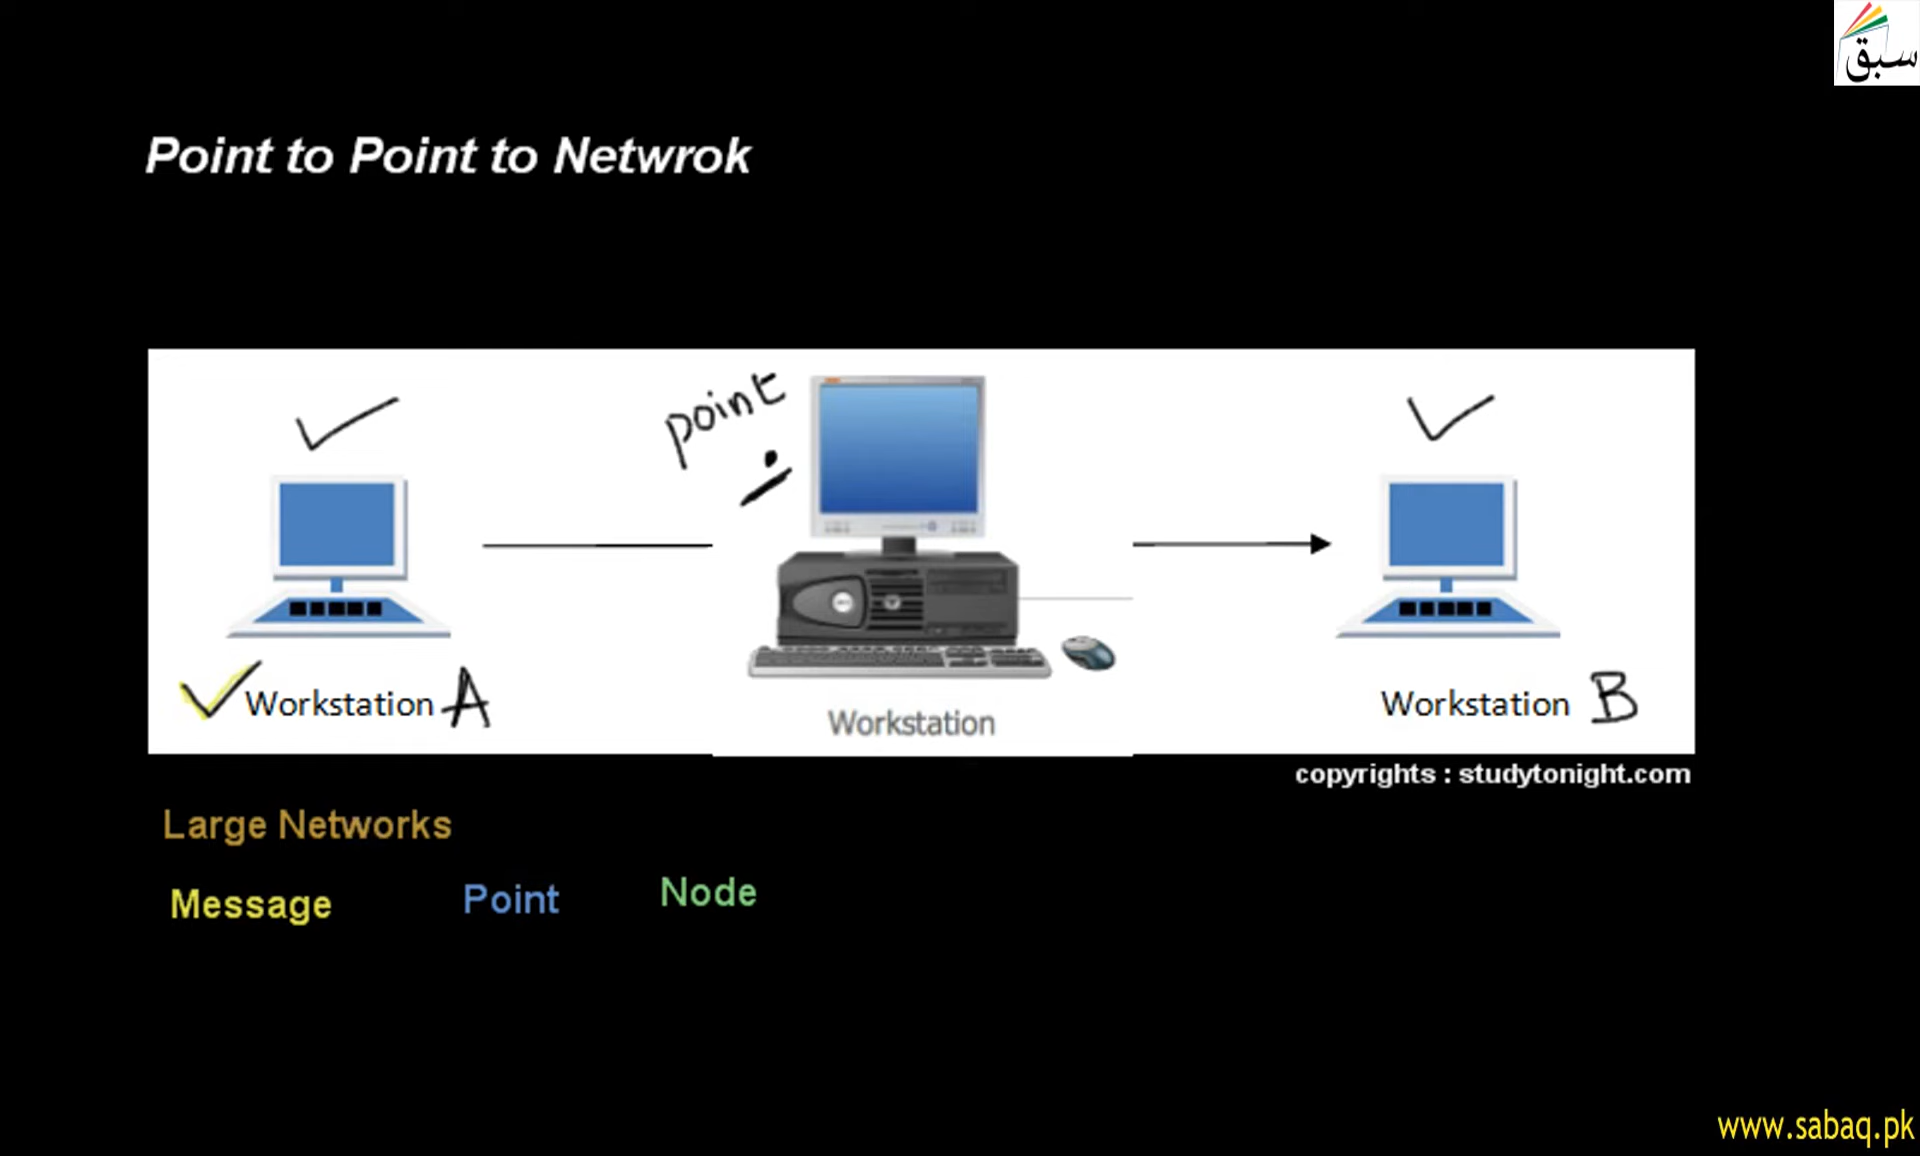 سبق
Point to Point to Netwrok
point
Workstation A
Workstation
Workstation B
copyrights : studytonight.com
Large Networks
Message Point Node
www.sabaq.pk